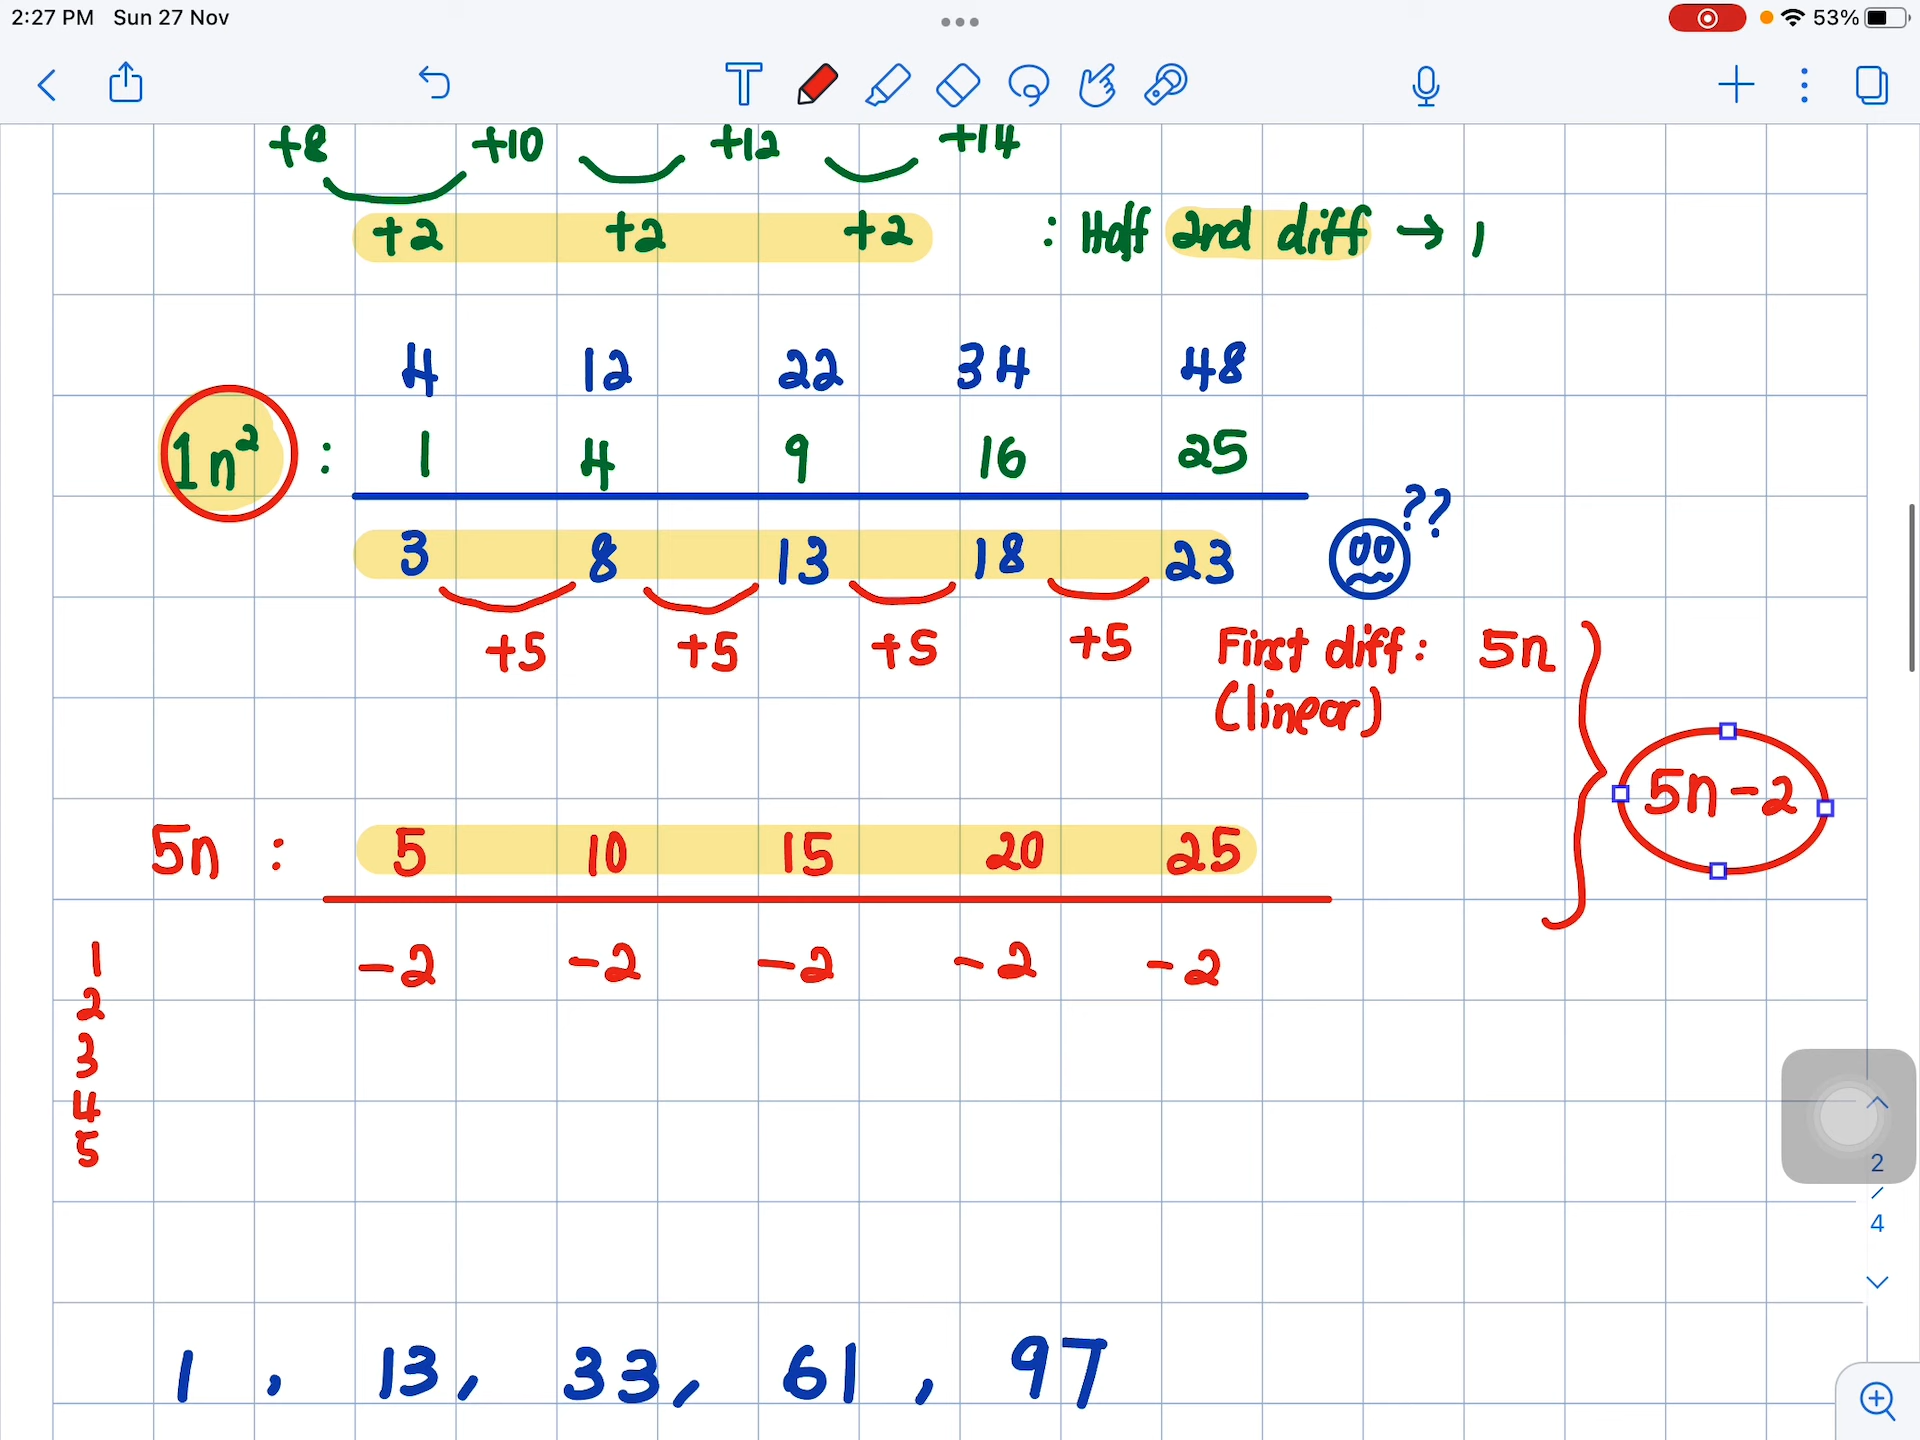 2:27 PM Sun 27 Nov 53%
+8 +10 +12 +14
+2 +2 +2 : Half 2nd diff → 1
4 12 22 34 48
1n² : 1 4 9 16 25
??
3 8 13 18 23
+5 +5 +5 +5 First diff : 5n
(linear)
5n-2
5n : 5 10 15 20 25
-2 -2 -2 -2 -2
1
2
3
4
5
2
/
4
1 , 13, 33, 61 , 97